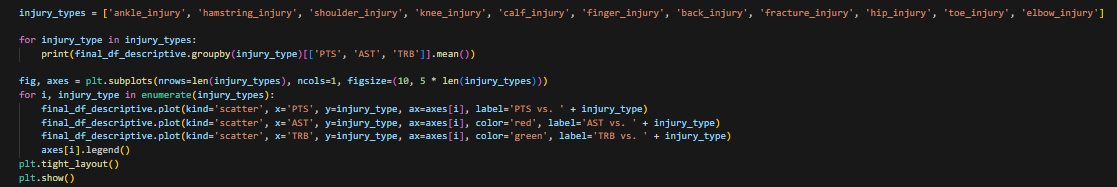 injury_types = ['ankle_injury', 'hamstring_injury', 'shoulder_injury', 'knee_injury', 'calf_injury', 'finger_injury', 'back_injury', 'fracture_injury', 'hip_injury', 'toe_injury', 'elbow_injury']
for injury_type in injury_types:
    print(final_df_descriptive.groupby(injury_type)[['PTS', 'AST', 'TRB']].mean())
fig, axes = plt.subplots(nrows=len(injury_types), ncols=1, figsize=(10, 5 * len(injury_types)))
for i, injury_type in enumerate(injury_types):
    final_df_descriptive.plot(kind='scatter', x='PTS', y=injury_type, ax=axes[i], label='PTS vs. ' + injury_type)
    final_df_descriptive.plot(kind='scatter', x='AST', y=injury_type, ax=axes[i], color='red', label='AST vs. ' + injury_type)
    final_df_descriptive.plot(kind='scatter', x='TRB', y=injury_type, ax=axes[i], color='green', label='TRB vs. ' + injury_type)
    axes[i].legend()
plt.tight_layout()
plt.show()